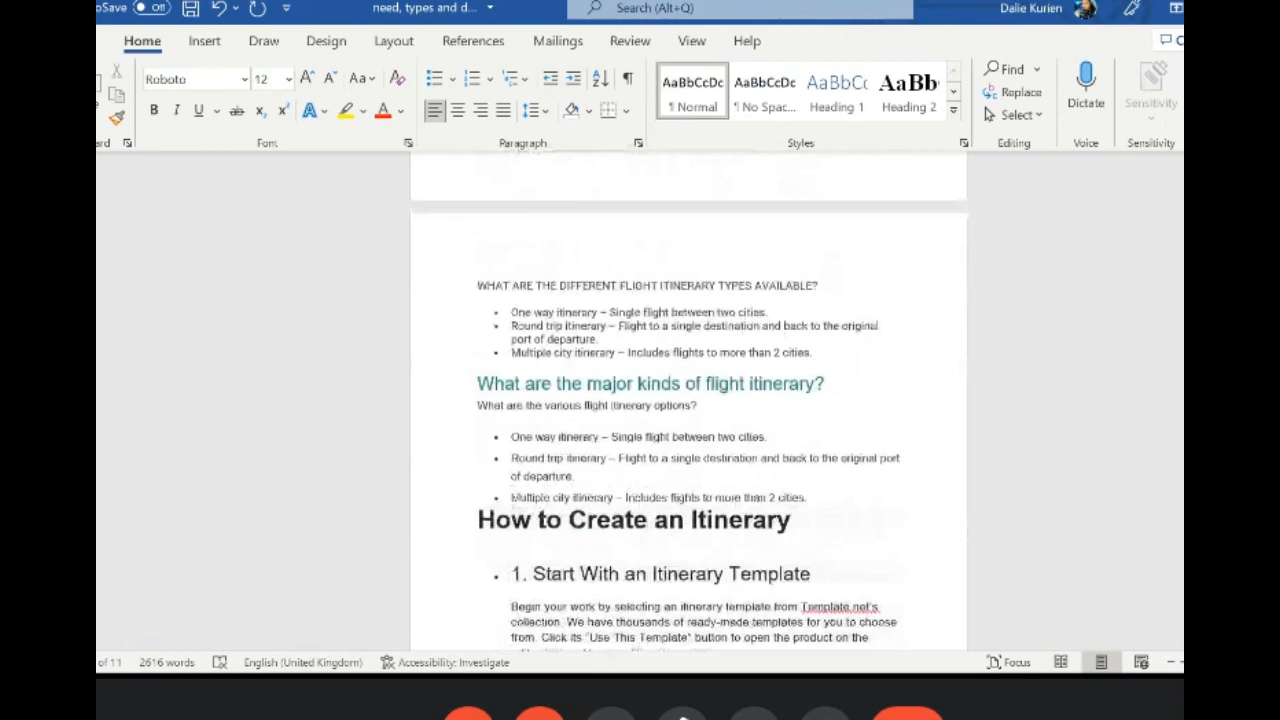 oSave Off need, types and d... Search (Alt+Q) Dalie Kurien
Home Insert Draw Design Layout References Mailings Review View Help
Roboto 12 Aa AaBbCcDc AaBbCcDc AaBbCc AaBb Find
Replace
Select
¶ Normal ¶ No Spac... Heading 1 Heading 2 Dictate Sensitivity
ard Font Paragraph Styles Editing Voice Sensitivity
WHAT ARE THE DIFFERENT FLIGHT ITINERARY TYPES AVAILABLE?
• One way itinerary – Single flight between two cities.
• Round trip itinerary – Flight to a single destination and back to the original
port of departure.
• Multiple city itinerary – Includes flights to more than 2 cities.
What are the major kinds of flight itinerary?
What are the various flight itinerary options?
• One way itinerary – Single flight between two cities.
• Round trip itinerary – Flight to a single destination and back to the original port
of departure.
• Multiple city itinerary – Includes flights to more than 2 cities.
How to Create an Itinerary
• 1. Start With an Itinerary Template
Begin your work by selecting an itinerary template from Template.net's
collection. We have thousands of ready-made templates for you to choose
from. Click its "Use This Template" button to open the product on the
of 11 2616 words English (United Kingdom) Accessibility: Investigate Focus